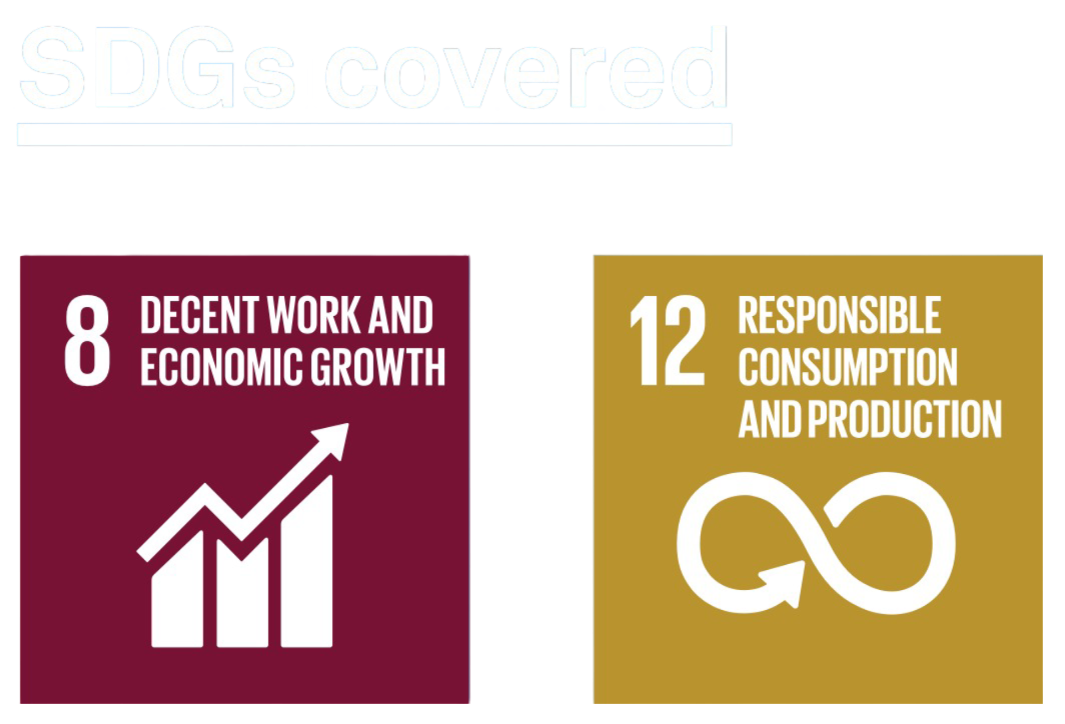 SDGs covered
8 DECENT WORK AND
ECONOMIC GROWTH
12 RESPONSIBLE
CONSUMPTION
AND PRODUCTION